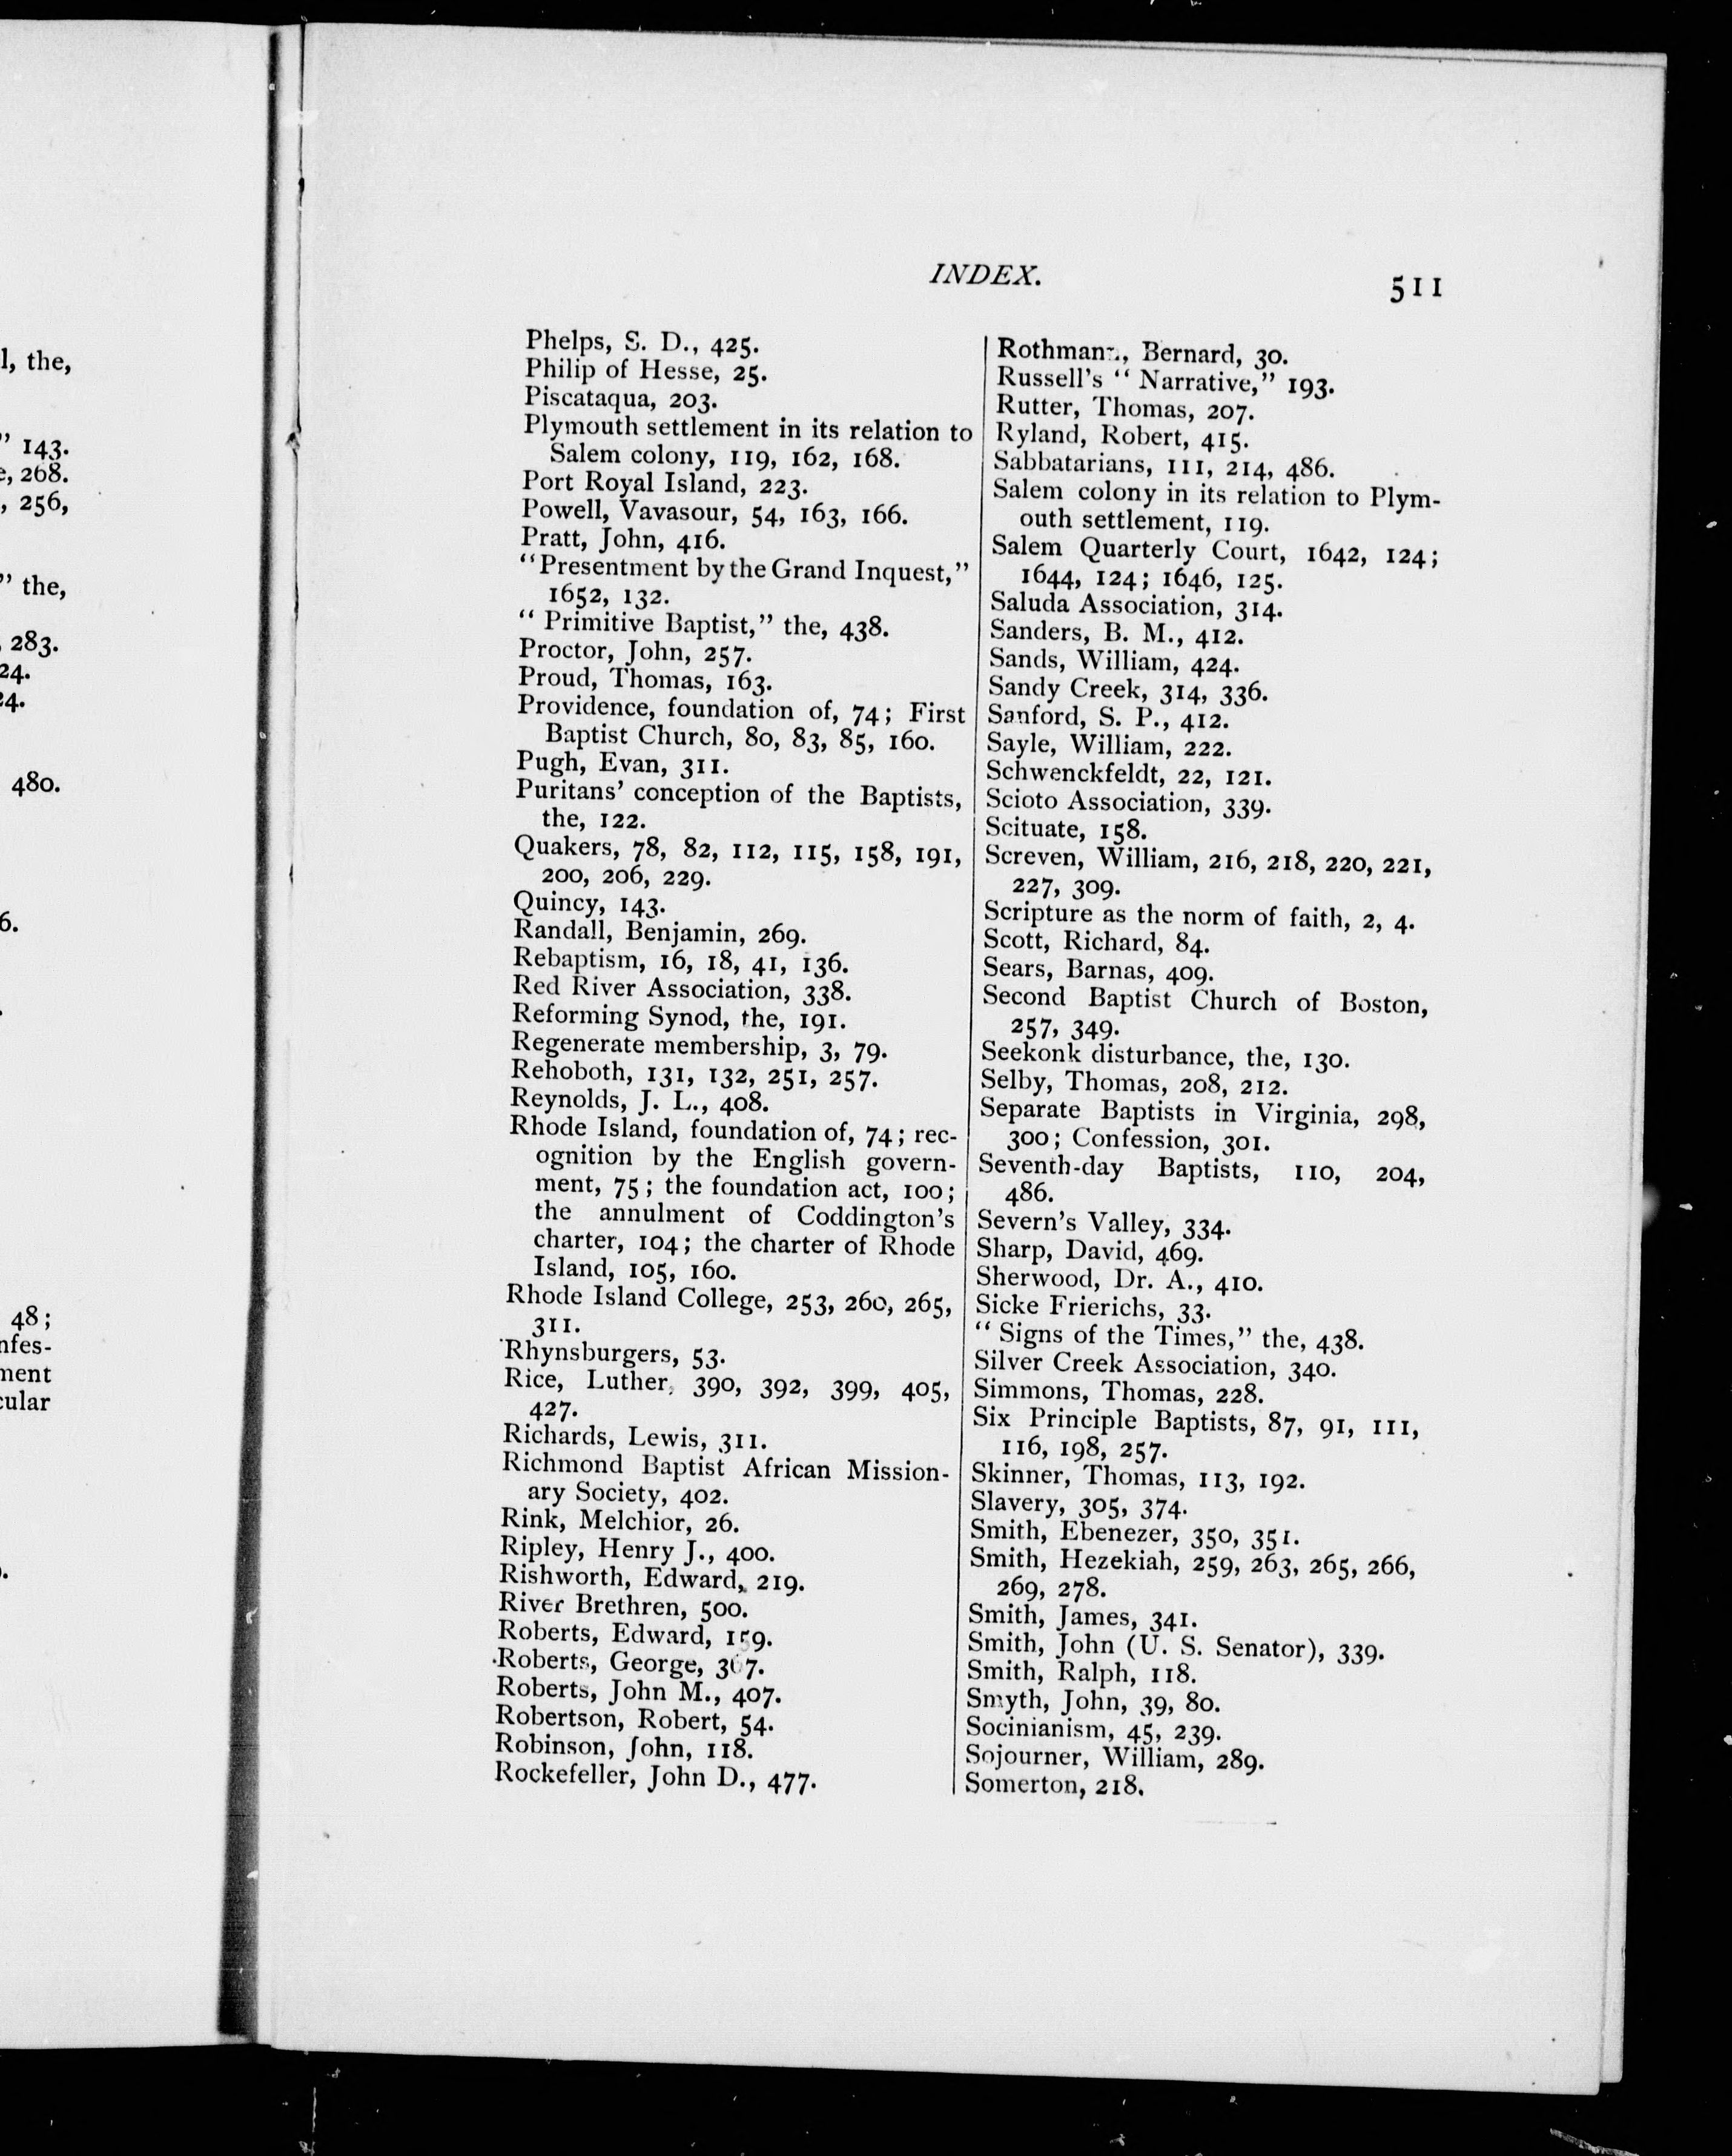 l, the,
” 143.
e, 268.
, 256,
” the,
, 283.
24.
24.
480.
6.
48;
nfes-
ment
cular
INDEX.
511
Phelps, S. D., 425.
Philip of Hesse, 25.
Piscataqua, 203.
Plymouth settlement in its relation to
Salem colony, 119, 162, 168.
Port Royal Island, 223.
Powell, Vavasour, 54, 163, 166.
Pratt, John, 416.
“Presentment by the Grand Inquest,”
1652, 132.
“Primitive Baptist,” the, 438.
Proctor, John, 257.
Proud, Thomas, 163.
Providence, foundation of, 74; First
Baptist Church, 80, 83, 85, 160.
Pugh, Evan, 311.
Puritans’ conception of the Baptists,
the, 122.
Quakers, 78, 82, 112, 115, 158, 191,
200, 206, 229.
Quincy, 143.
Randall, Benjamin, 269.
Rebaptism, 16, 18, 41, 136.
Red River Association, 338.
Reforming Synod, the, 191.
Regenerate membership, 3, 79.
Rehoboth, 131, 132, 251, 257.
Reynolds, J. L., 408.
Rhode Island, foundation of, 74; rec-
ognition by the English govern-
ment, 75; the foundation act, 100;
the annulment of Coddington’s
charter, 104; the charter of Rhode
Island, 105, 160.
Rhode Island College, 253, 260, 265,
311.
Rhynsburgers, 53.
Rice, Luther, 390, 392, 399, 405,
427.
Richards, Lewis, 311.
Richmond Baptist African Mission-
ary Society, 402.
Rink, Melchior, 26.
Ripley, Henry J., 400.
Rishworth, Edward, 219.
River Brethren, 500.
Roberts, Edward, 159.
Roberts, George, 367.
Roberts, John M., 407.
Robertson, Robert, 54.
Robinson, John, 118.
Rockefeller, John D., 477.
Rothmann, Bernard, 30.
Russell’s “Narrative,” 193.
Rutter, Thomas, 207.
Ryland, Robert, 415.
Sabbatarians, 111, 214, 486.
Salem colony in its relation to Plym-
outh settlement, 119.
Salem Quarterly Court, 1642, 124;
1644, 124; 1646, 125.
Saluda Association, 314.
Sanders, B. M., 412.
Sands, William, 424.
Sandy Creek, 314, 336.
Sanford, S. P., 412.
Sayle, William, 222.
Schwenckfeldt, 22, 121.
Scioto Association, 339.
Scituate, 158.
Screven, William, 216, 218, 220, 221,
227, 309.
Scripture as the norm of faith, 2, 4.
Scott, Richard, 84.
Sears, Barnas, 409.
Second Baptist Church of Boston,
257, 349.
Seekonk disturbance, the, 130.
Selby, Thomas, 208, 212.
Separate Baptists in Virginia, 298,
300; Confession, 301.
Seventh-day Baptists, 110, 204,
486.
Severn’s Valley, 334.
Sharp, David, 469.
Sherwood, Dr. A., 410.
Sicke Frierichs, 33.
“Signs of the Times,” the, 438.
Silver Creek Association, 340.
Simmons, Thomas, 228.
Six Principle Baptists, 87, 91, 111,
116, 198, 257.
Skinner, Thomas, 113, 192.
Slavery, 305, 374.
Smith, Ebenezer, 350, 351.
Smith, Hezekiah, 259, 263, 265, 266,
269, 278.
Smith, James, 341.
Smith, John (U. S. Senator), 339.
Smith, Ralph, 118.
Smyth, John, 39, 80.
Socinianism, 45, 239.
Sojourner, William, 289.
Somerton, 218.